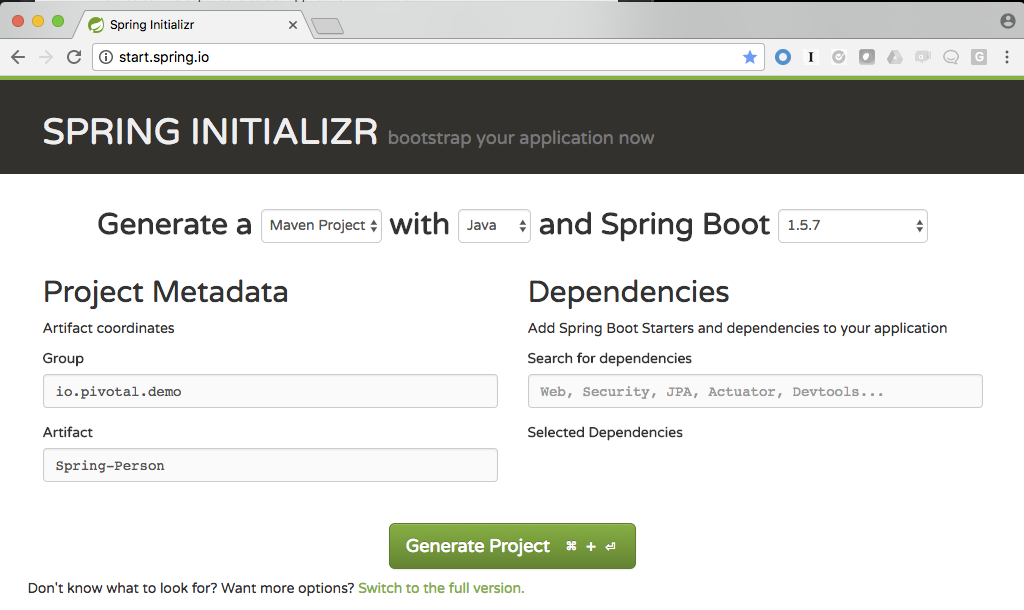 Spring Initializr
start.spring.io
SPRING INITIALIZR bootstrap your application now
Generate a Maven Project with Java and Spring Boot 1.5.7
Project Metadata
Artifact coordinates
Group
io.pivotal.demo
Artifact
Spring-Person
Dependencies
Add Spring Boot Starters and dependencies to your application
Search for dependencies
Web, Security, JPA, Actuator, Devtools...
Selected Dependencies
Generate Project ⌘ + ⏎
Don't know what to look for? Want more options? Switch to the full version.